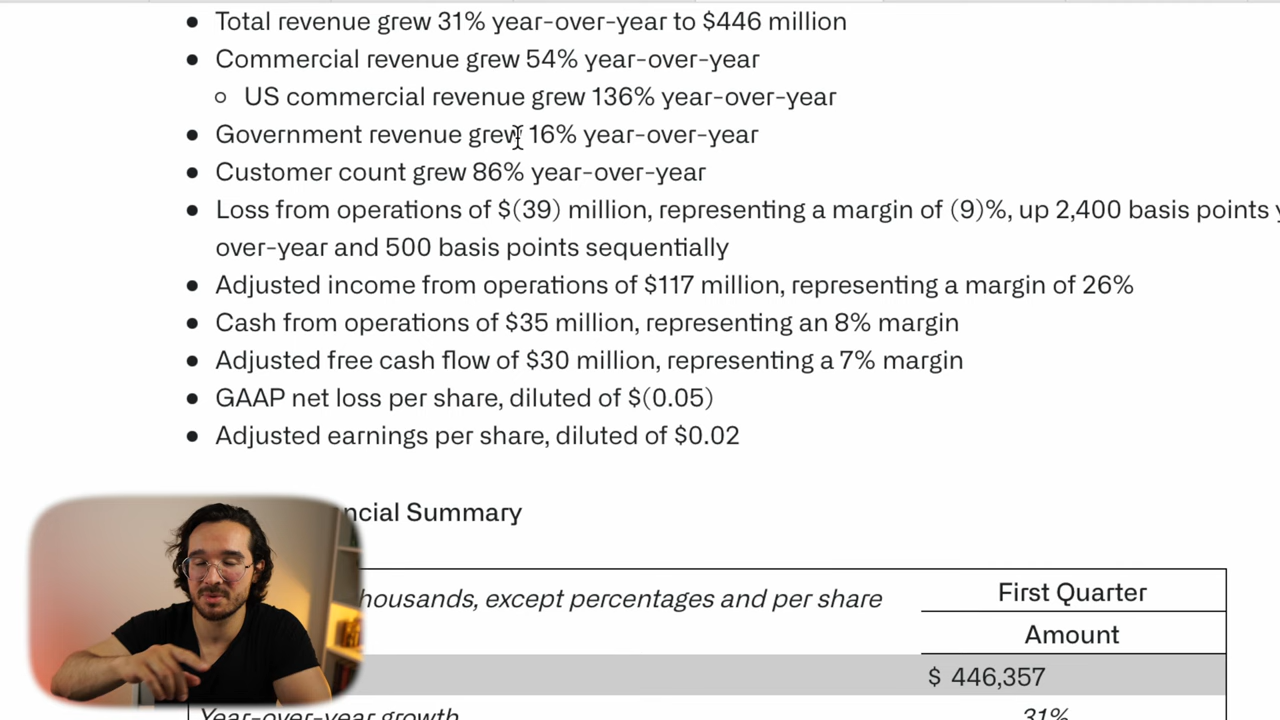 ● Total revenue grew 31% year-over-year to $446 million
● Commercial revenue grew 54% year-over-year
○ US commercial revenue grew 136% year-over-year
● Government revenue grew 16% year-over-year
● Customer count grew 86% year-over-year
● Loss from operations of $(39) million, representing a margin of (9)%, up 2,400 basis points
over-year and 500 basis points sequentially
● Adjusted income from operations of $117 million, representing a margin of 26%
● Cash from operations of $35 million, representing an 8% margin
● Adjusted free cash flow of $30 million, representing a 7% margin
● GAAP net loss per share, diluted of $(0.05)
● Adjusted earnings per share, diluted of $0.02
ncial Summary
housands, except percentages and per share
First Quarter
Amount
$ 446,357
Year-over-year growth
31%